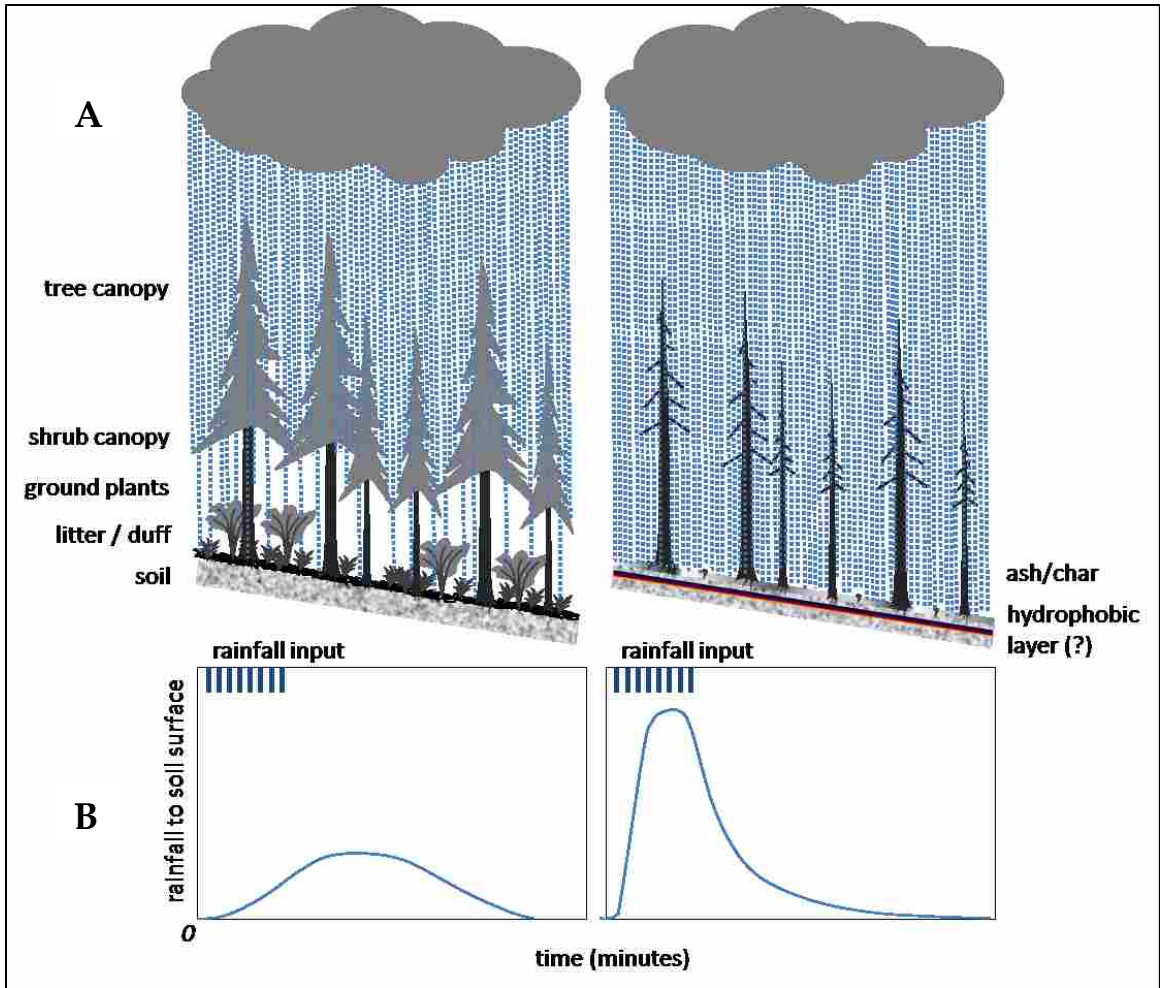 A
tree canopy
shrub canopy
ground plants
litter / duff
soil
ash/char
hydrophobic
layer (?)
rainfall input
rainfall input
B
rainfall to soil surface
0
time (minutes)